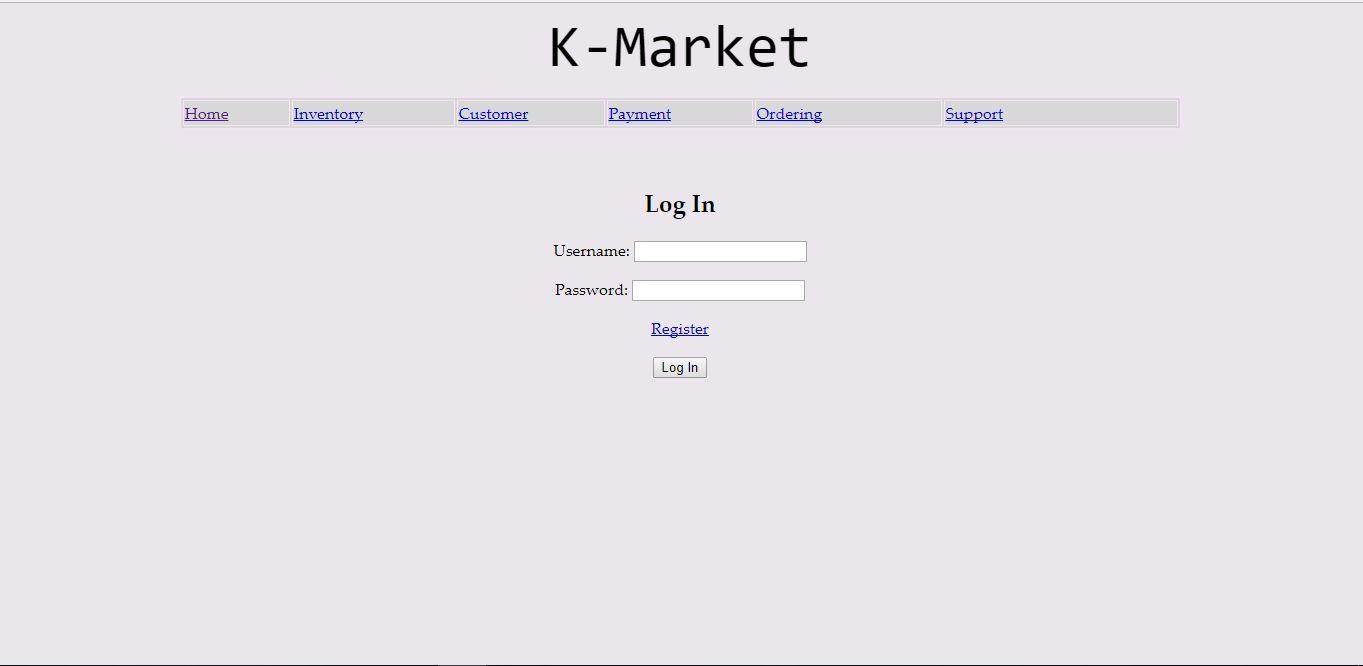 K-Market
Home Inventory Customer Payment Ordering Support
Log In
Username:
Password:
Register
Log In